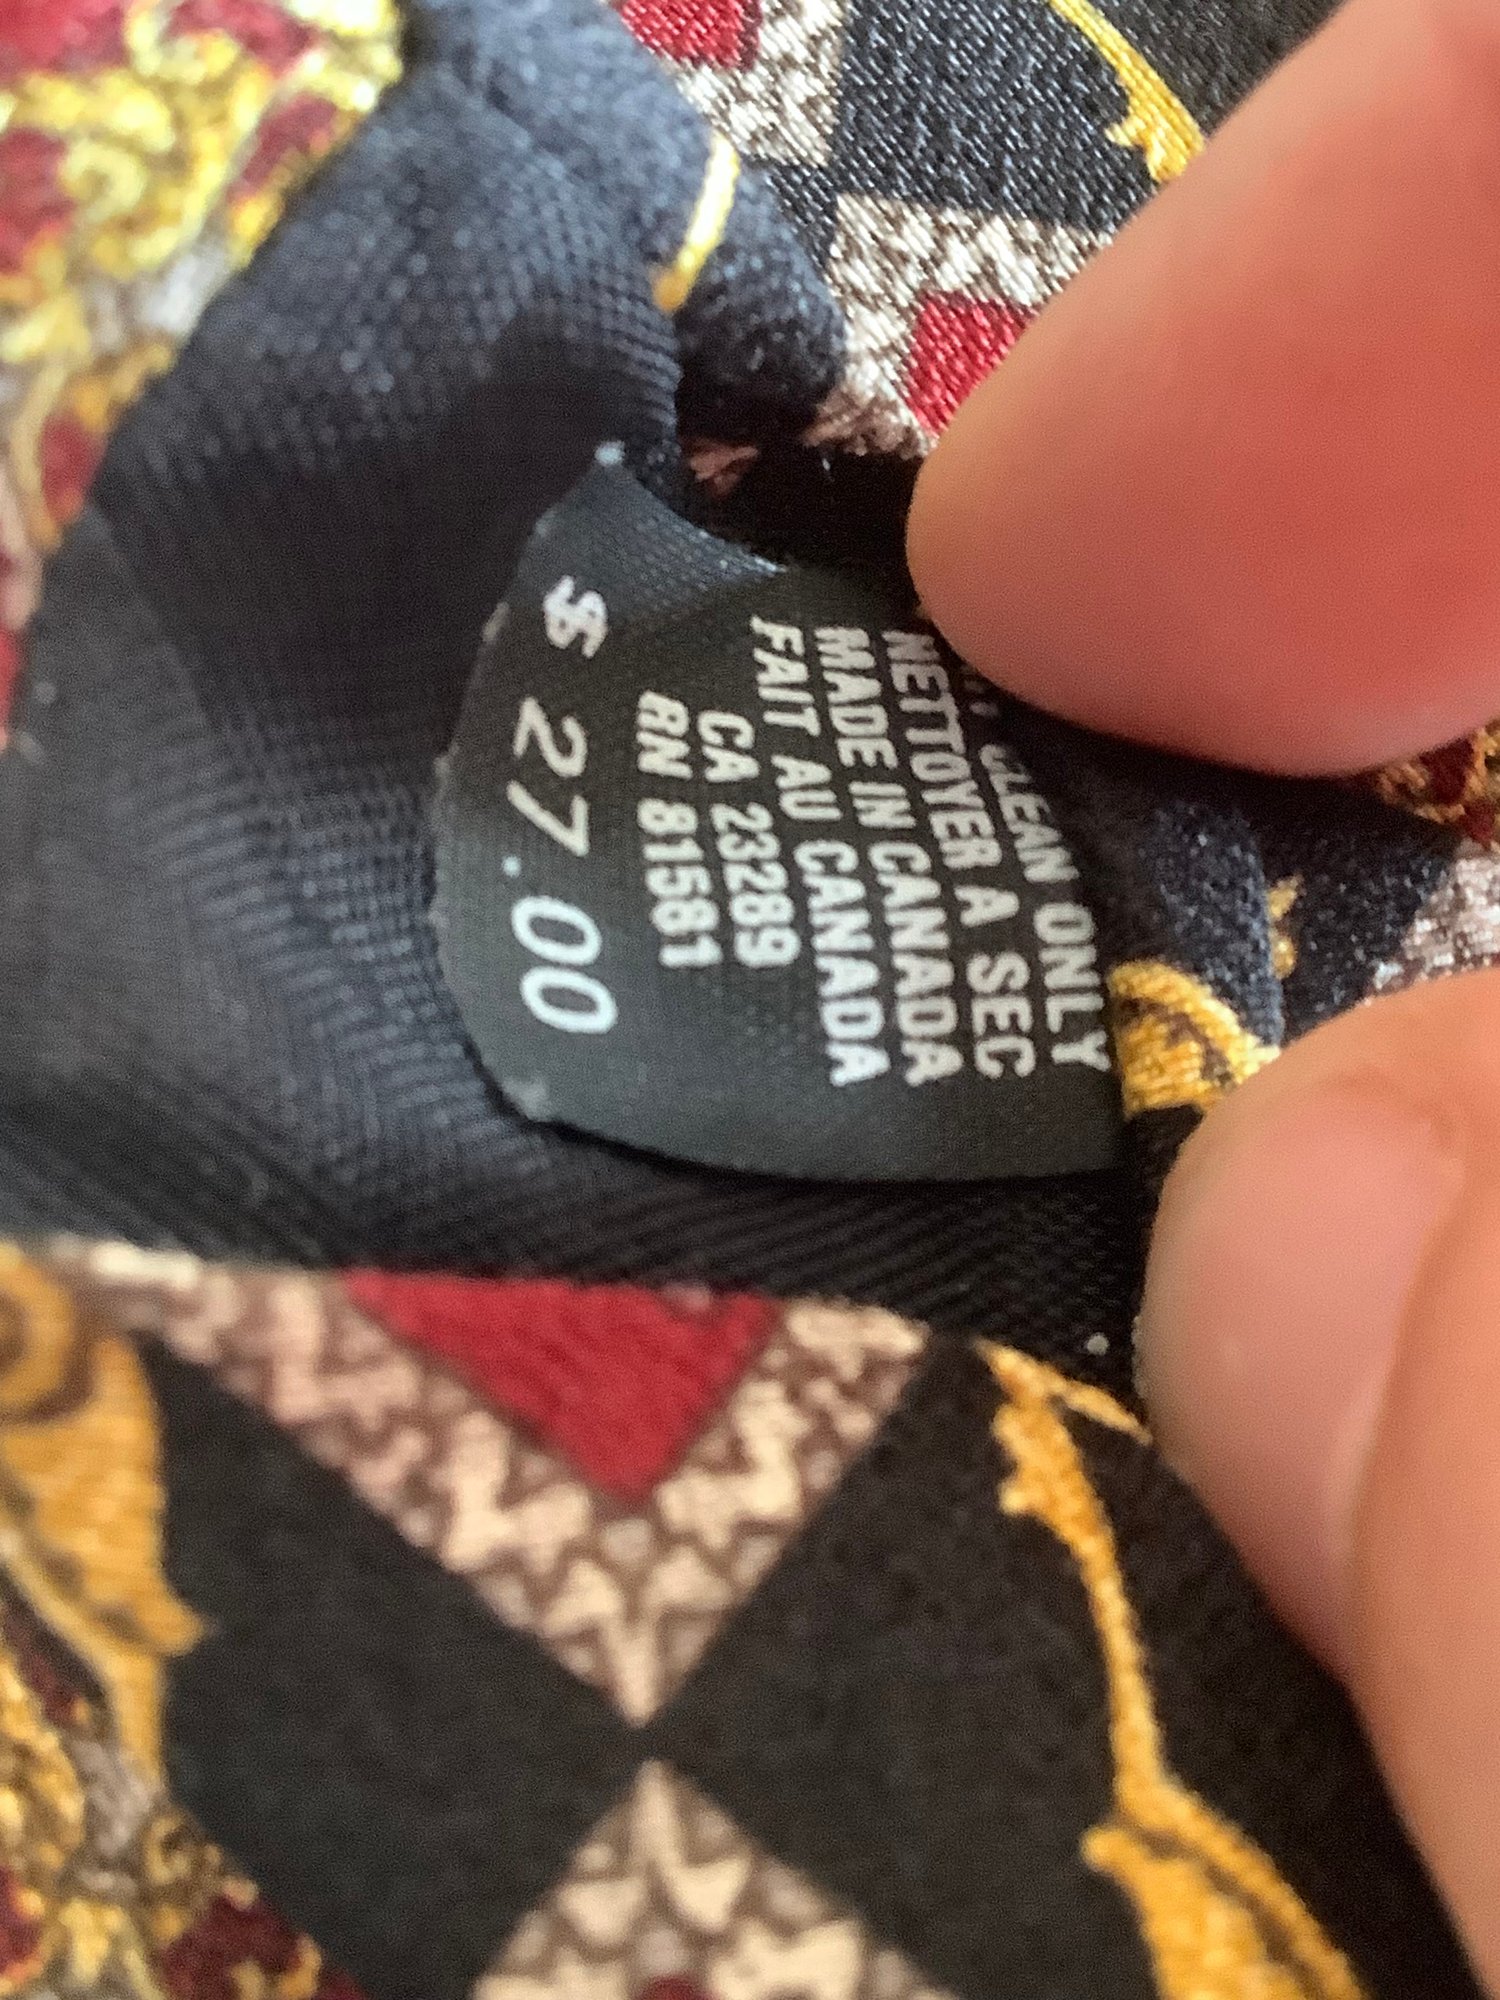 CLEAN ONLY
NETTOYER A SEC
MADE IN CANADA
FAIT AU CANADA
CA 23289
RN 81581
$ 27.00